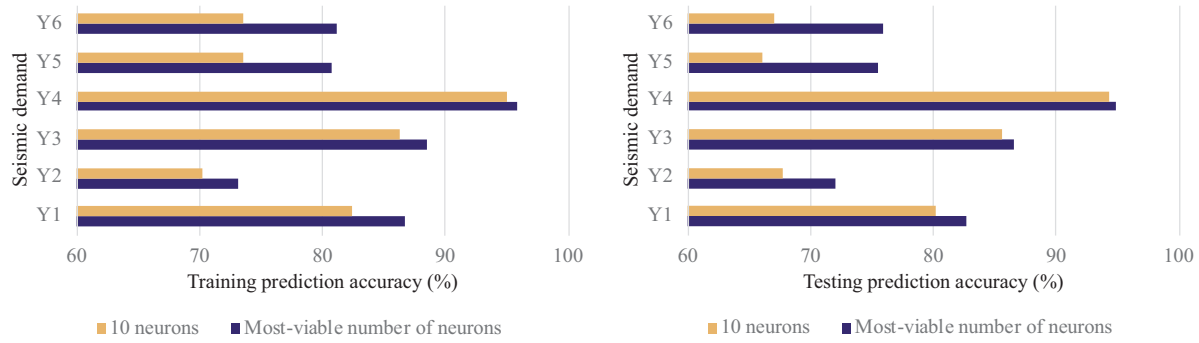 Seismic demand
Y6
Y5
Y4
Y3
Y2
Y1
60 70 80 90 100
Training prediction accuracy (%)
10 neurons Most-viable number of neurons
Seismic demand
Y6
Y5
Y4
Y3
Y2
Y1
60 70 80 90 100
Testing prediction accuracy (%)
10 neurons Most-viable number of neurons